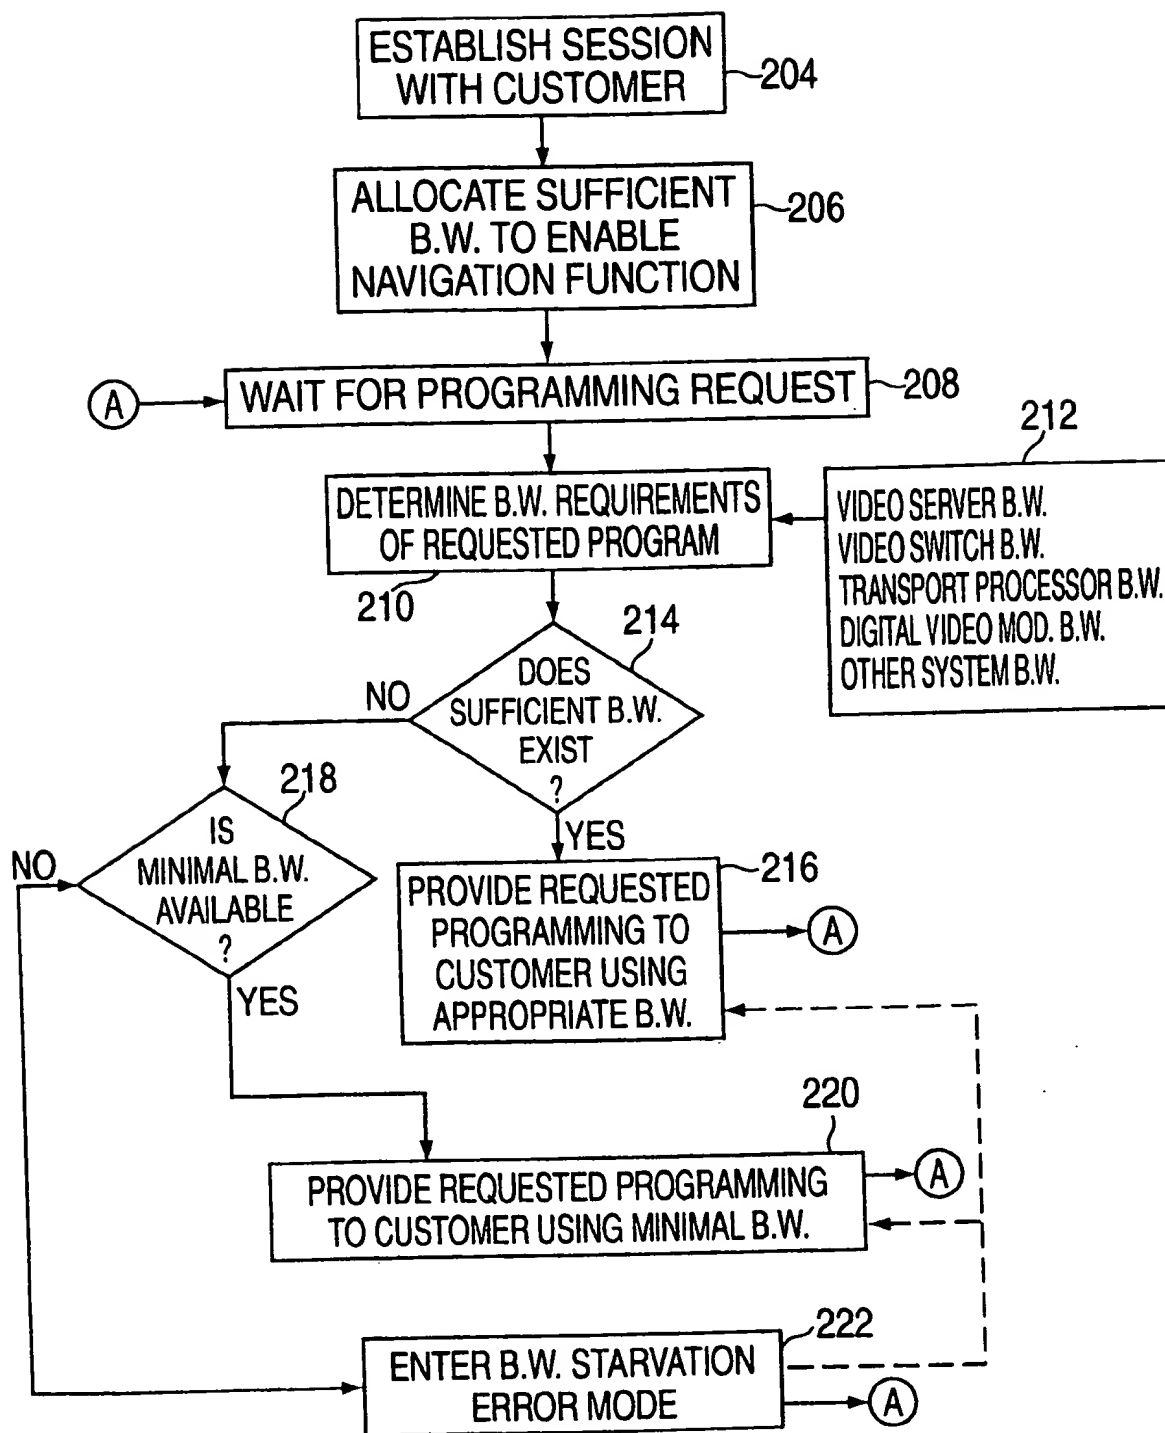 ESTABLISH SESSION
WITH CUSTOMER
204
ALLOCATE SUFFICIENT
B.W. TO ENABLE
NAVIGATION FUNCTION
206
A
WAIT FOR PROGRAMMING REQUEST
208
212
DETERMINE B.W. REQUIREMENTS
OF REQUESTED PROGRAM
210
VIDEO SERVER B.W.
VIDEO SWITCH B.W.
TRANSPORT PROCESSOR B.W.
DIGITAL VIDEO MOD. B.W.
OTHER SYSTEM B.W.
214
DOES
SUFFICIENT B.W.
EXIST
?
NO
YES
218
IS
MINIMAL B.W.
AVAILABLE
?
NO
YES
216
PROVIDE REQUESTED
PROGRAMMING TO
CUSTOMER USING
APPROPRIATE B.W.
A
220
PROVIDE REQUESTED PROGRAMMING
TO CUSTOMER USING MINIMAL B.W.
A
222
ENTER B.W. STARVATION
ERROR MODE
A